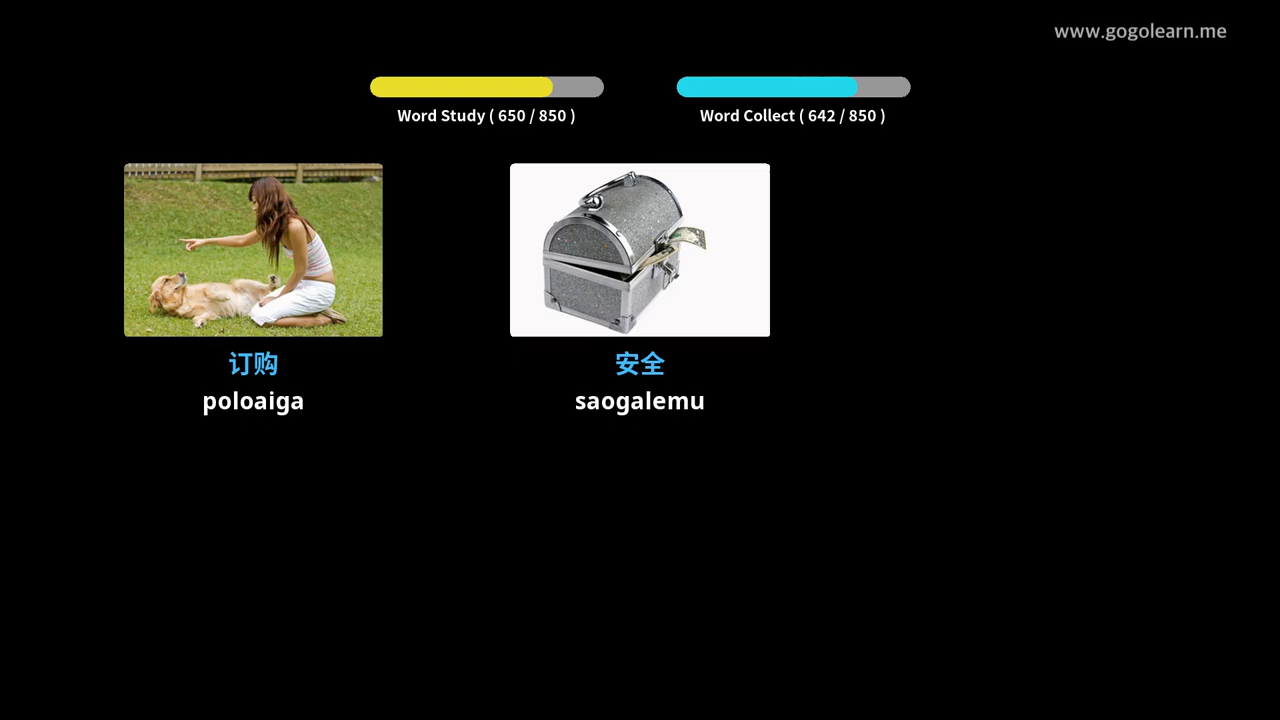 www.gogolearn.me
Word Study ( 650 / 850 )
Word Collect ( 642 / 850 )
订购
poloaiga
安全
saogalemu